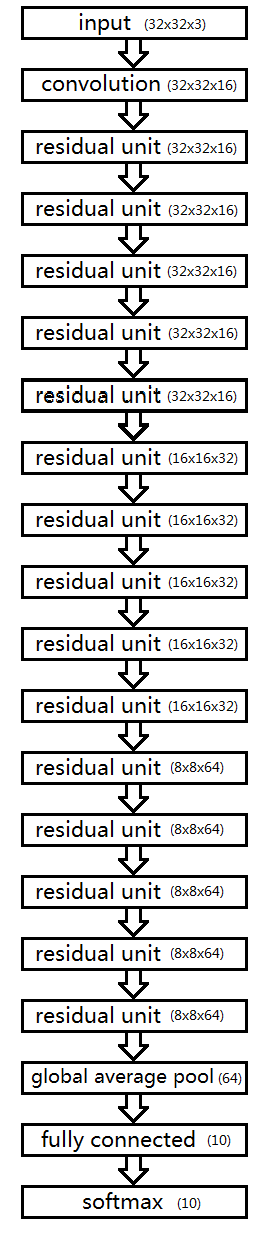 input (32x32x3)
convolution (32x32x16)
residual unit (32x32x16)
residual unit (32x32x16)
residual unit (32x32x16)
residual unit (32x32x16)
residual unit (32x32x16)
residual unit (16x16x32)
residual unit (16x16x32)
residual unit (16x16x32)
residual unit (16x16x32)
residual unit (16x16x32)
residual unit (8x8x64)
residual unit (8x8x64)
residual unit (8x8x64)
residual unit (8x8x64)
residual unit (8x8x64)
global average pool (64)
fully connected (10)
softmax (10)